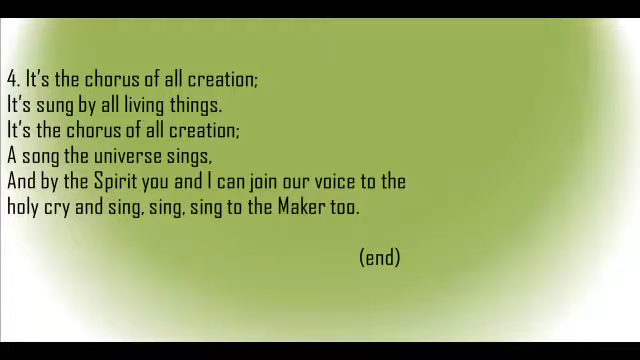 4. It's the chorus of all creation;
It's sung by all living things.
It's the chorus of all creation;
A song the universe sings,
And by the Spirit you and I can join our voice to the
holy cry and sing, sing, sing to the Maker too.
(end)